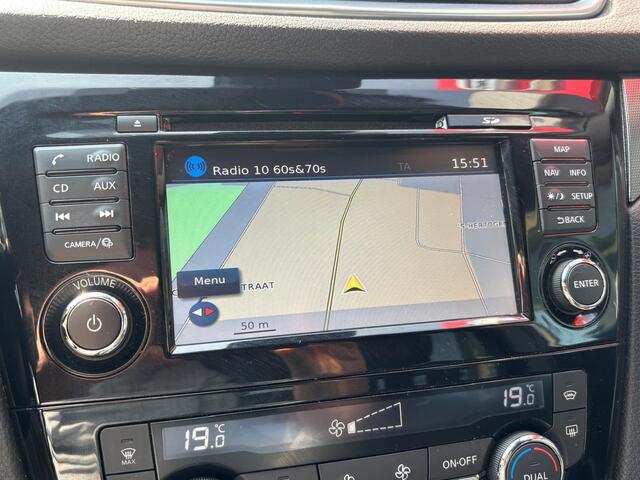 SD
RADIO
CD AUX
CAMERA/
VOLUME
Radio 10 60s&70s TA 15:51
S-HERTOGE
Menu
TRAAT
50 m
MAP
NAV INFO
SETUP
BACK
ENTER
19.0
19.0
MAX
ON·OFF
DUAL